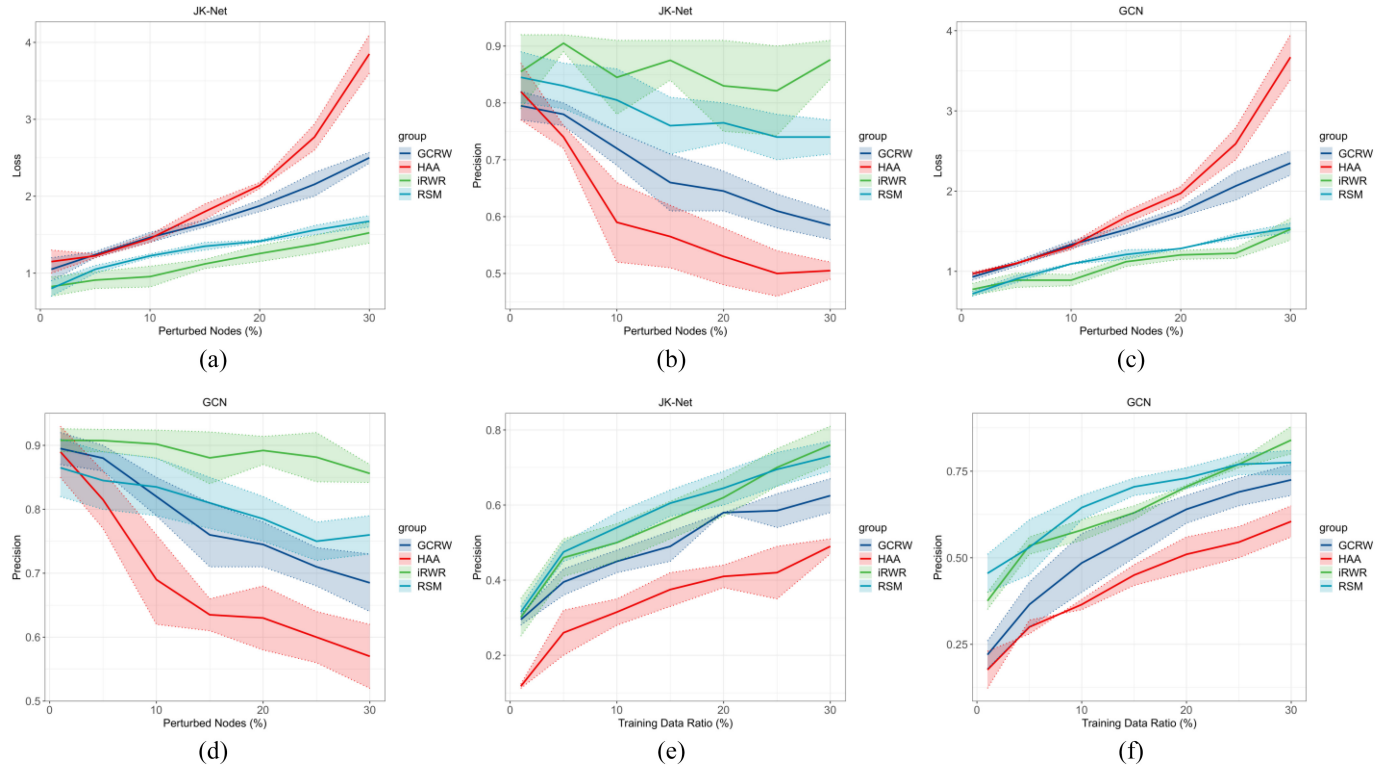 JK-Net
4
3
2
1
Loss
0
10
20
30
Perturbed Nodes (%)
group
GCRW
HAA
iRWR
RSM
(a)
JK-Net
0.9
0.8
0.7
0.6
0.5
Precision
0
10
20
30
Perturbed Nodes (%)
group
GCRW
HAA
iRWR
RSM
(b)
GCN
4
3
2
1
Loss
0
10
20
30
Perturbed Nodes (%)
group
GCRW
HAA
iRWR
RSM
(c)
GCN
0.9
0.8
0.7
0.6
0.5
Precision
0
10
20
30
Perturbed Nodes (%)
group
GCRW
HAA
iRWR
RSM
(d)
JK-Net
0.8
0.6
0.4
0.2
Precision
0
10
20
30
Training Data Ratio (%)
group
GCRW
HAA
iRWR
RSM
(e)
GCN
0.75
0.50
0.25
Precision
0
10
20
30
Training Data Ratio (%)
group
GCRW
HAA
iRWR
RSM
(f)